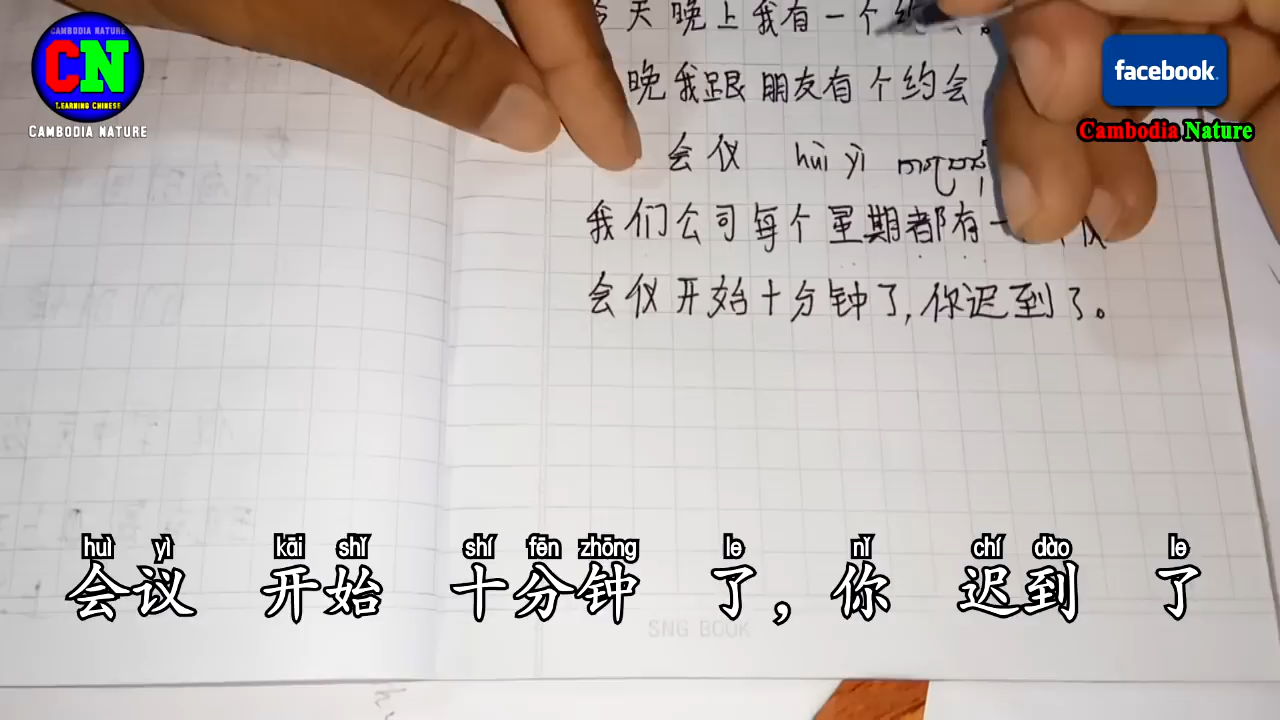 CAMBODIA NATURE
CN
LEARNING CHINESE
CAMBODIA NATURE
facebook
Cambodia Nature
今天晚上我有一个约会
晚我跟朋友有个约会
会仪 huì yì
我们公司每个星期都有一
会仪开始十分钟了,你迟到了。
huì yì kāi shǐ shí fēn zhōng le nǐ chí dào le
会议 开始 十分钟 了,你 迟到 了
SNG BOOK